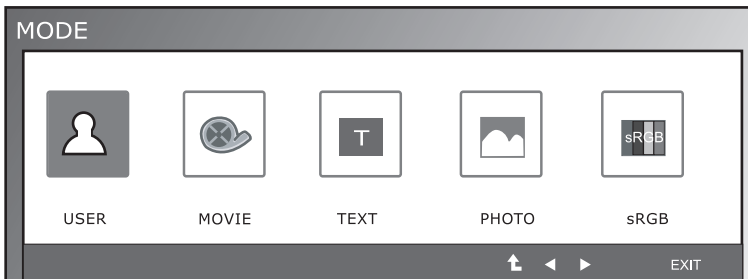 MODE
T
sRGB
USER MOVIE TEXT PHOTO sRGB
EXIT